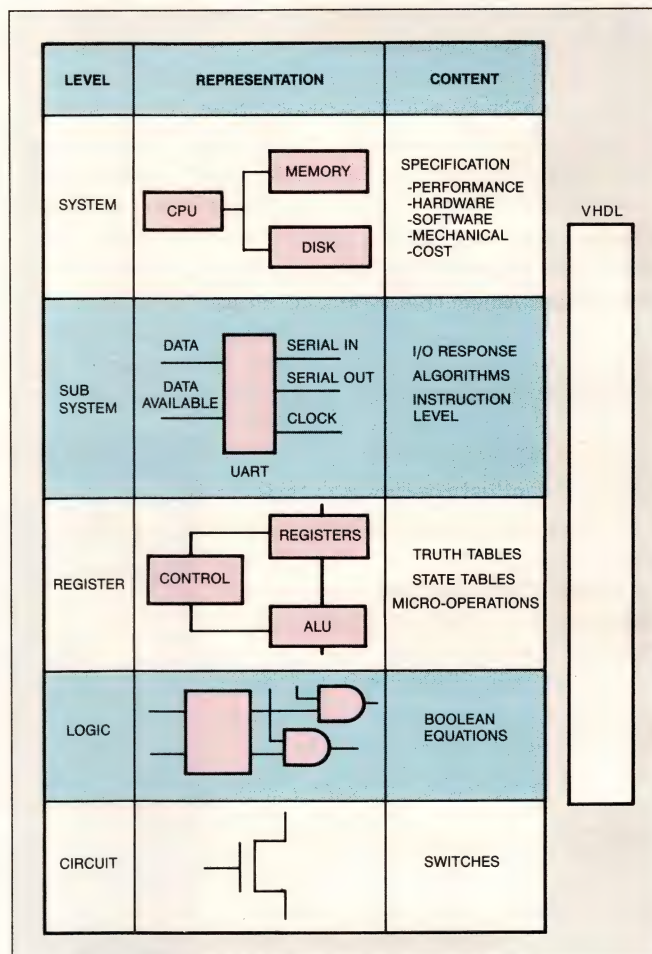 LEVEL
REPRESENTATION
CONTENT
SYSTEM
CPU
MEMORY
DISK
SPECIFICATION
-PERFORMANCE
-HARDWARE
-SOFTWARE
-MECHANICAL
-COST
VHDL
SUB
SYSTEM
DATA
DATA
AVAILABLE
SERIAL IN
SERIAL OUT
CLOCK
UART
I/O RESPONSE
ALGORITHMS
INSTRUCTION
LEVEL
REGISTER
CONTROL
REGISTERS
ALU
TRUTH TABLES
STATE TABLES
MICRO-OPERATIONS
LOGIC
BOOLEAN
EQUATIONS
CIRCUIT
SWITCHES